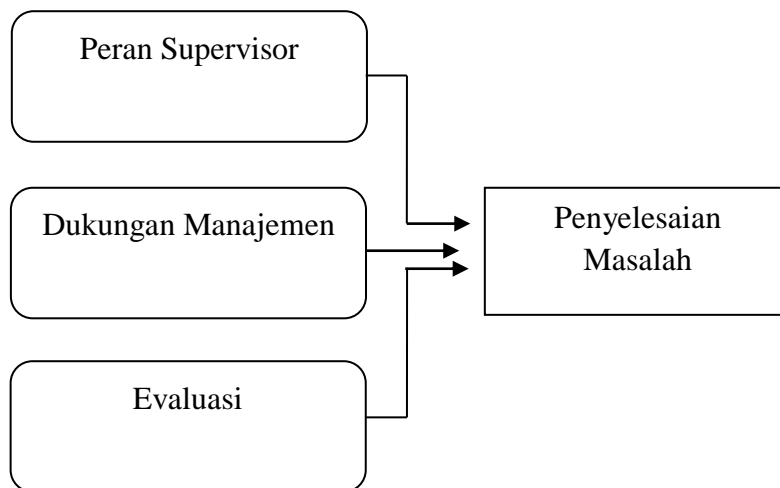 Peran Supervisor
Dukungan Manajemen
Penyelesaian
Masalah
Evaluasi